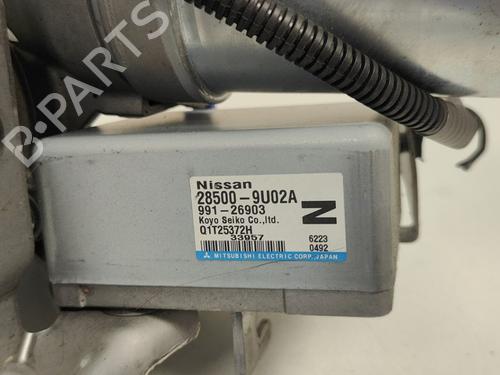 B-PARTS
Nissan
28500-9U02A
991-26903
Koyo Seiko Co.,ltd.
Q1T25372H
33957
N
6223
0492
MITSUBISHI ELECTRIC CORP. JAPAN